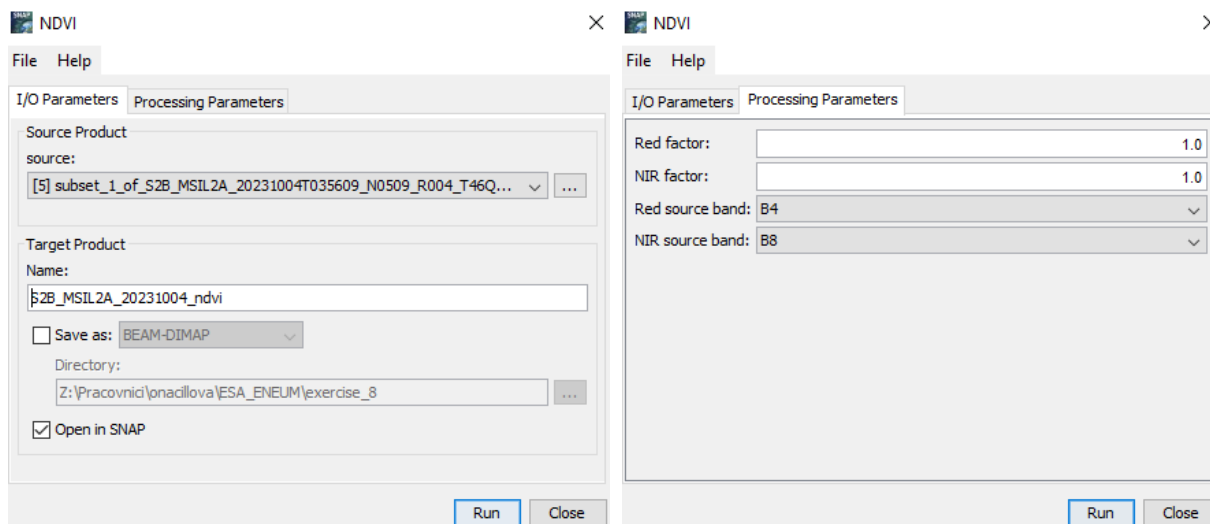 NDVI
File Help
I/O Parameters Processing Parameters
Source Product
source:
[5] subset_1_of_S2B_MSIL2A_20231004T035609_N0509_R004_T46Q... ...
Target Product
Name:
S2B_MSIL2A_20231004_ndvi
Save as: BEAM-DIMAP
Directory:
Z:\Pracovnici\onacillova\ESA_ENEUM\exercise_8 ...
Open in SNAP
Run Close
NDVI
File Help
I/O Parameters Processing Parameters
Red factor: 1.0
NIR factor: 1.0
Red source band: B4
NIR source band: B8
Run Close